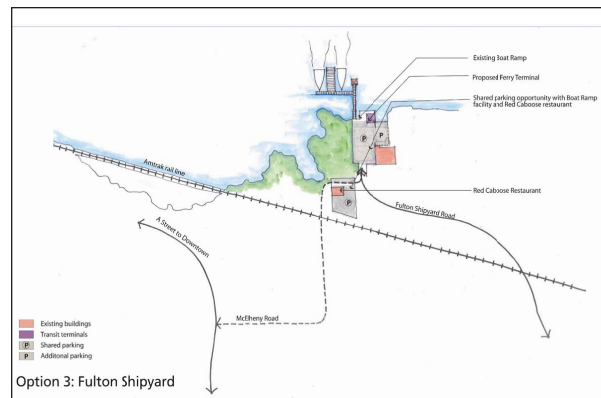 Existing Boat Ramp
Proposed Ferry Terminal
Shared parking opportunity with Boat Ramp
facility and Red Caboose restaurant
Amtrak rail line
P
P
Red Caboose Restaurant
P
Fulton Shipyard Road
A Street to Downtown
McElheny Road
Existing buildings
Transit terminals
P Shared parking
P Additonal parking
Option 3: Fulton Shipyard